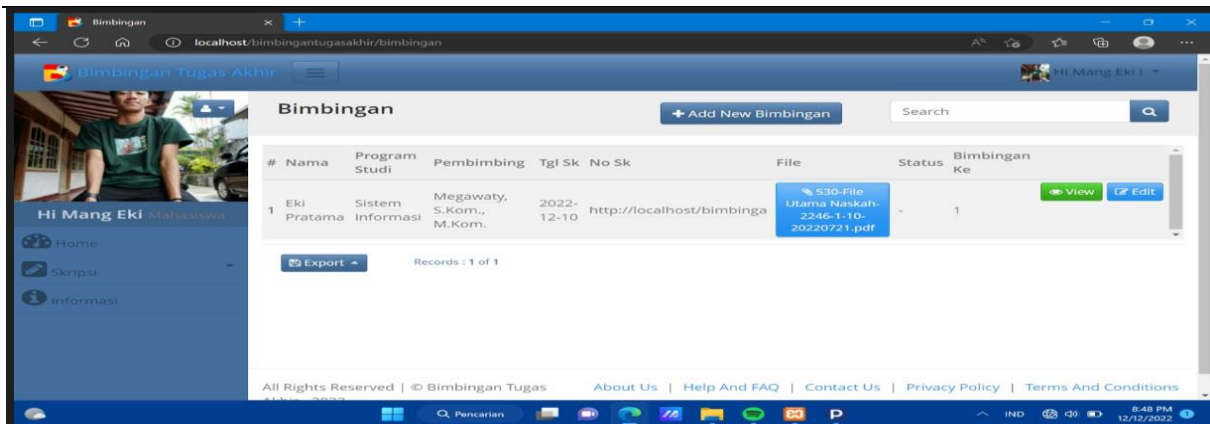 Bimbingan
localhost/bimbingantugasakhir/bimbingan
Bimbingan Tugas Akhir
Hi Mang Eki !
Bimbingan
+ Add New Bimbingan
Search
# Nama Program Studi Pembimbing Tgl Sk No Sk File Status Bimbingan Ke
1 Eki Pratama Sistem Informasi Megawaty, S.Kom., M.Kom. 2022-12-10 http://localhost/bimbinga 530-File Utama Naskah-2246-1-10-20220721.pdf - 1 View Edit
Hi Mang Eki Mahasiswa
Home
Skripsi
Informasi
Export
Records : 1 of 1
All Rights Reserved | © Bimbingan Tugas
About Us | Help And FAQ | Contact Us | Privacy Policy | Terms And Conditions
Pencarian
IND
8:48 PM
12/12/2022